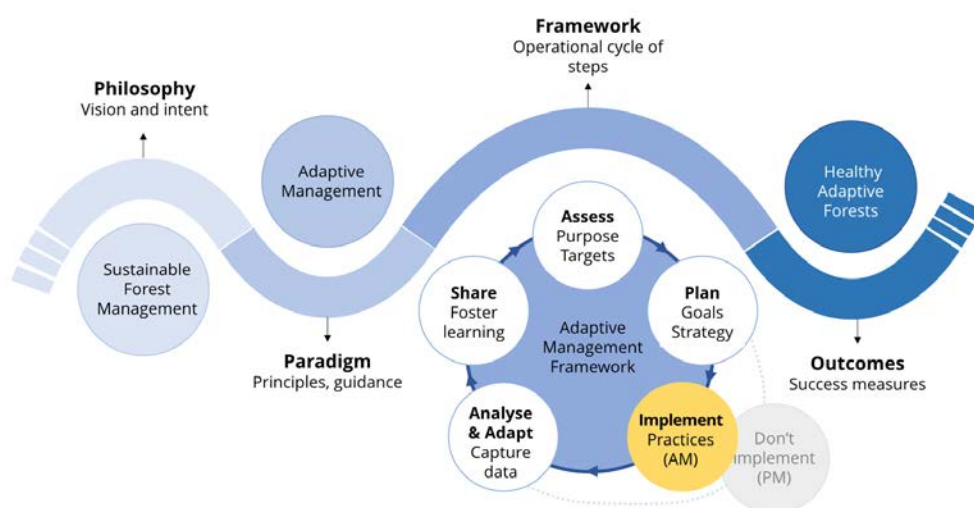 Framework
Operational cycle of
steps
Philosophy
Vision and intent
Adaptive
Management
Healthy
Adaptive
Forests
Sustainable
Forest
Management
Paradigm
Principles, guidance
Outcomes
Success measures
Assess
Purpose
Targets
Plan
Goals
Strategy
Implement
Practices
(AM)
Don't
implement
(PM)
Analyse
& Adapt
Capture
data
Share
Foster
learning
Adaptive
Management
Framework